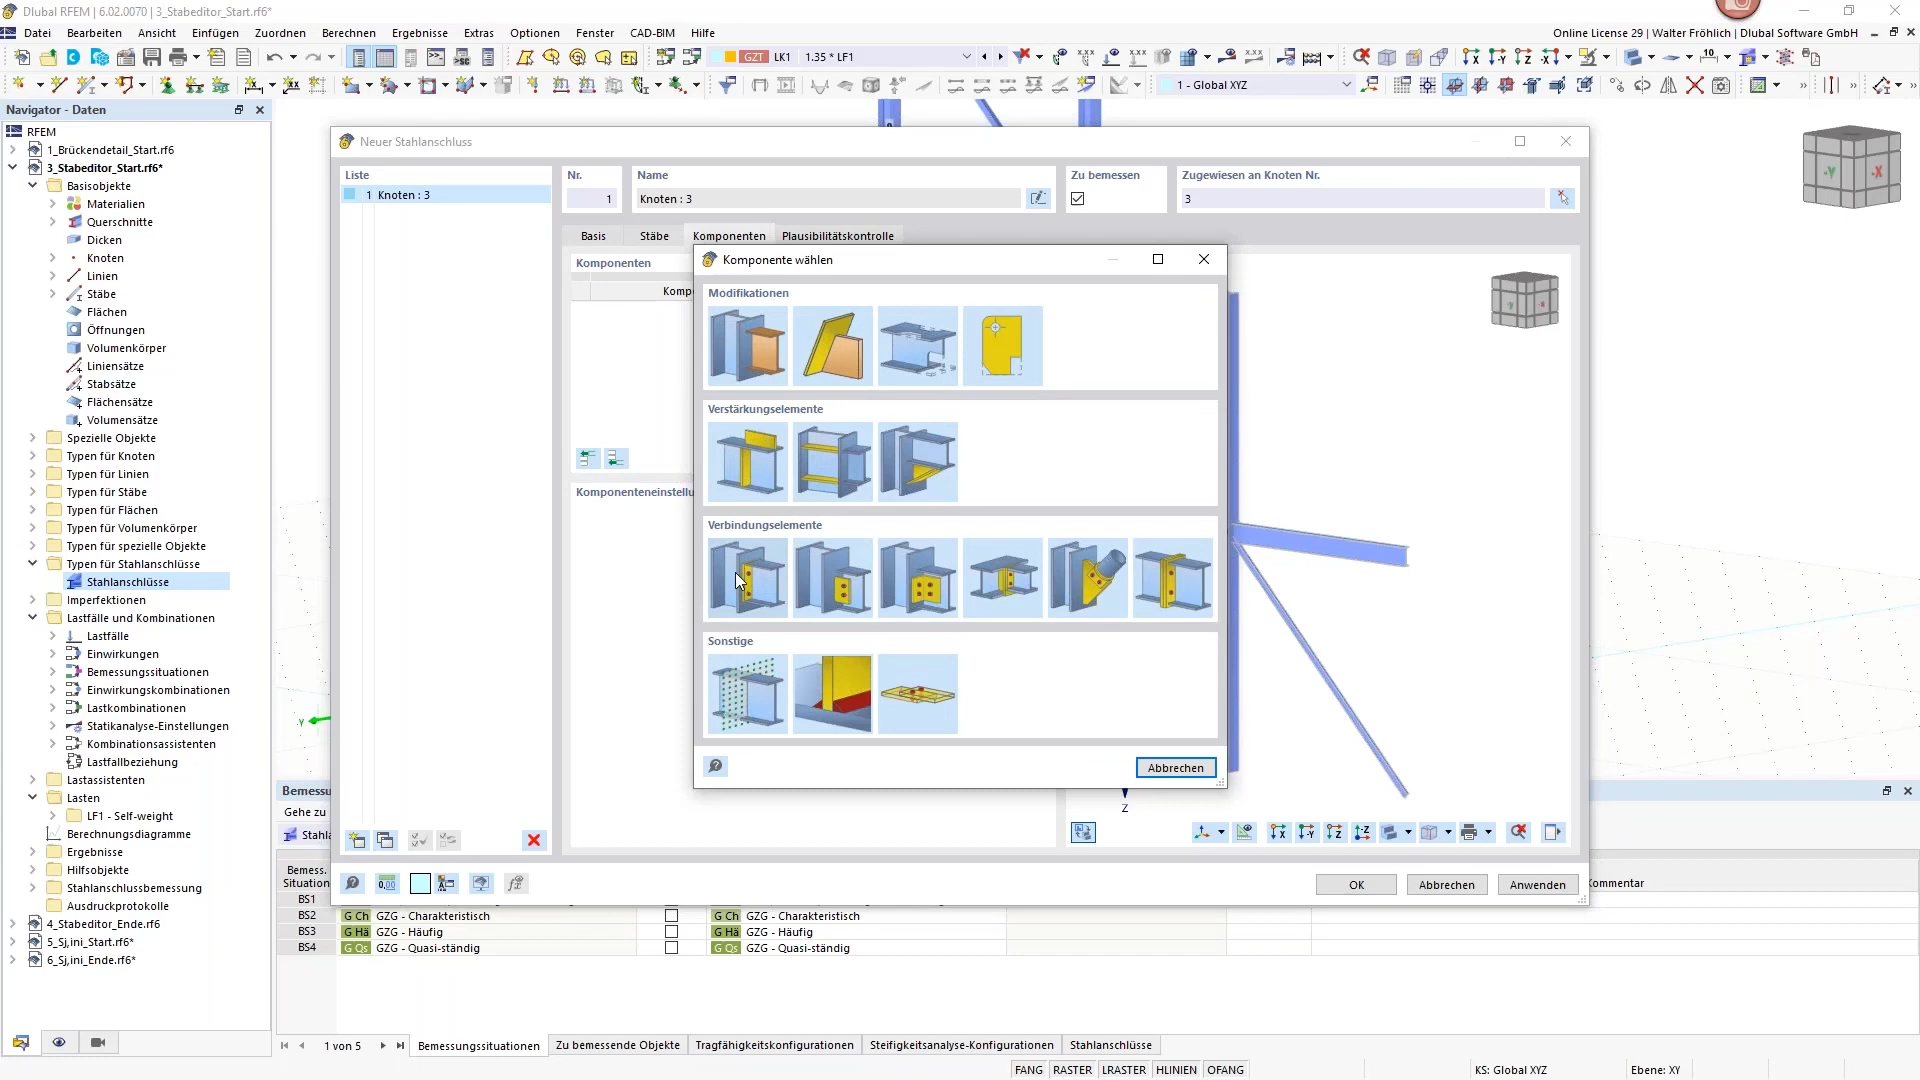 Dlubal RFEM | 6.02.0070 | 3_Stabeditor_Start.rf6*
Datei Bearbeiten Ansicht Einfügen Zuordnen Berechnen Ergebnisse Extras Optionen Fenster CAD-BIM Hilfe
Online License 29 | Walter Fröhlich | Dlubal Software GmbH
GZT LK1 1.35 * LF1
1 - Global XYZ
Navigator - Daten
RFEM
1_Brückendetail_Start.rf6
3_Stabeditor_Start.rf6*
Basisobjekte
Materialien
Querschnitte
Dicken
Knoten
Linien
Stäbe
Flächen
Öffnungen
Volumenkörper
Liniensätze
Stabsätze
Flächensätze
Volumensätze
Spezielle Objekte
Typen für Knoten
Typen für Linien
Typen für Stäbe
Typen für Flächen
Typen für Volumenkörper
Typen für spezielle Objekte
Typen für Stahlanschlüsse
Stahlanschlüsse
Imperfektionen
Lastfälle und Kombinationen
Lastfälle
Einwirkungen
Bemessungssituationen
Einwirkungskombinationen
Lastkombinationen
Statikanalyse-Einstellungen
Kombinationsassistenten
Lastfallbeziehung
Lastassistenten
Lasten
LF1 - Self-weight
Berechnungsdiagramme
Ergebnisse
Hilfsobjekte
Stahlanschlussbemessung
Ausdruckprotokolle
4_Stabeditor_Ende.rf6
5_Sj,ini_Start.rf6*
6_Sj,ini_Ende.rf6*
Neuer Stahlanschluss
Liste
1 Knoten : 3
Nr.
1
Name
Knoten : 3
Zu bemessen
Zugewiesen an Knoten Nr.
3
Basis Stäbe Komponenten Plausibilitätskontrolle
Komponenten
Kompo
Komponenteneinstellu
Komponente wählen
Modifikationen
Verstärkungselemente
Verbindungselemente
Sonstige
Abbrechen
Z
-Y -X
.Y
OK Abbrechen Anwenden
Bemessu
Gehe zu
Stahla
Bemess.
Situation
Kommentar
BS1
BS2 G Ch GZG - Charakteristisch G Ch GZG - Charakteristisch
BS3 G Hä GZG - Häufig G Hä GZG - Häufig
BS4 G Qs GZG - Quasi-ständig G Qs GZG - Quasi-ständig
1 von 5 Bemessungssituationen Zu bemessende Objekte Tragfähigkeitskonfigurationen Steifigkeitsanalyse-Konfigurationen Stahlanschlüsse
FANG RASTER LRASTER HLINIEN OFANG KS: Global XYZ Ebene: XY